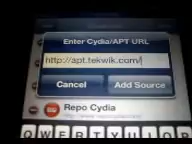 Enter Cydia/APT URL
http://apt.tekwik.com/
Cancel
Add Source
Repo Cydia
Q W E R T Y U I O P